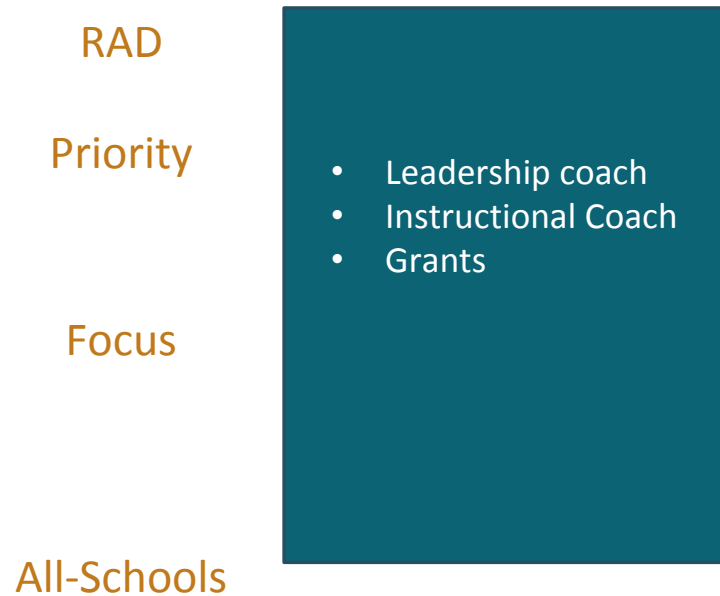 RAD
Priority
• Leadership coach
• Instructional Coach
• Grants
Focus
All-Schools